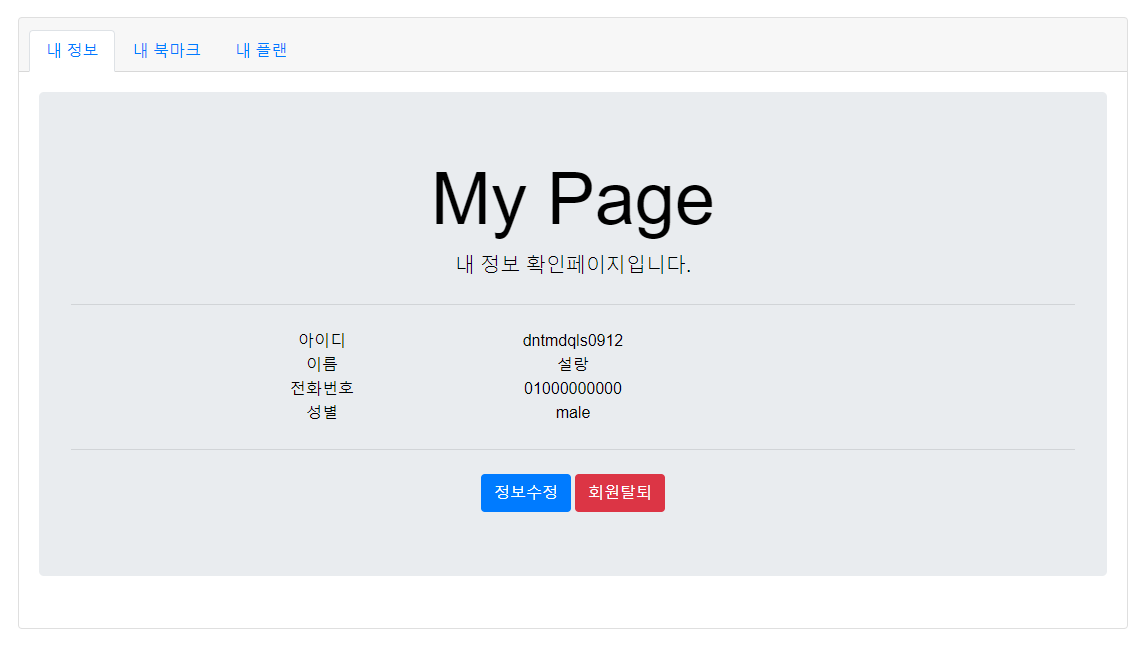 내 정보 내 북마크 내 플랜
My Page
내 정보 확인페이지입니다.
아이디 dntmdqls0912
이름 설랑
전화번호 01000000000
성별 male
정보수정 회원탈퇴